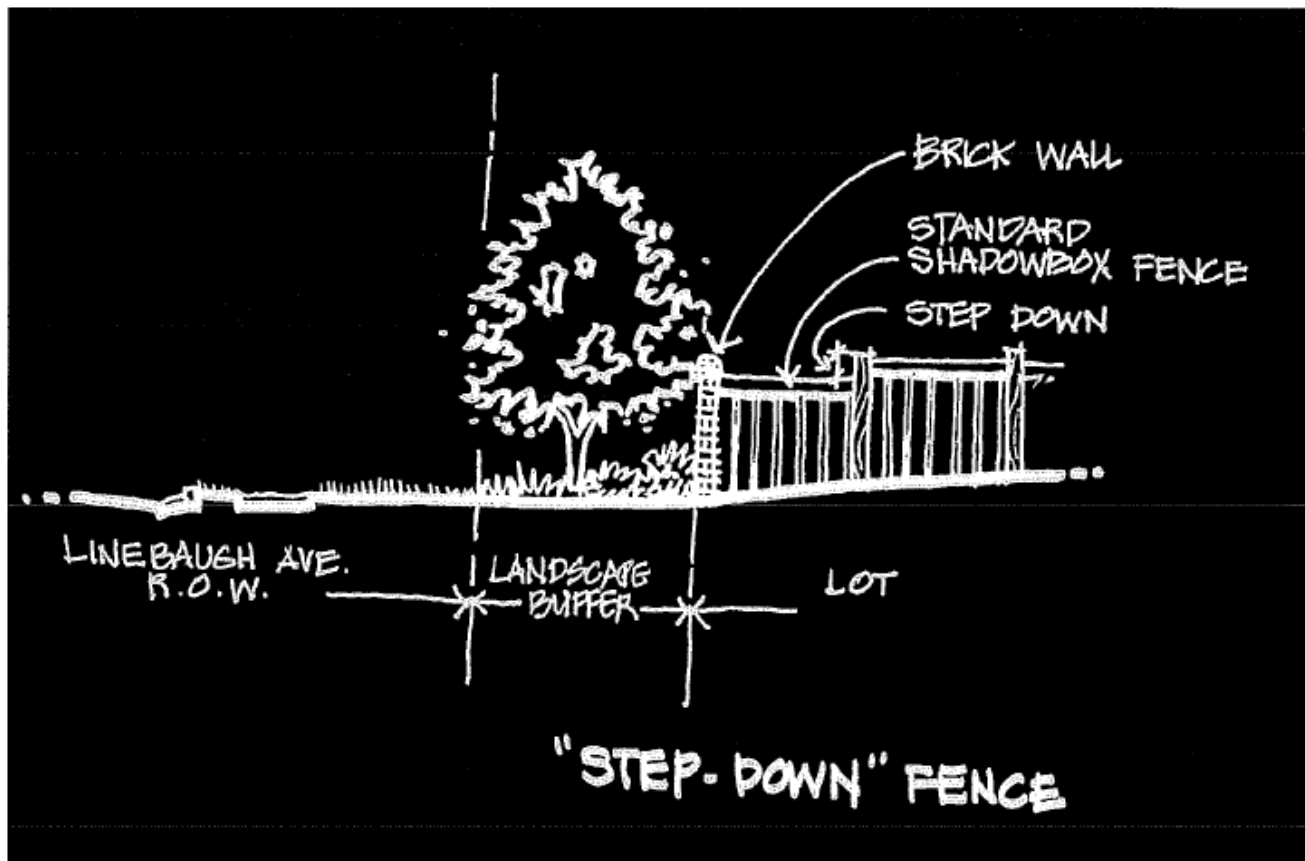 BRICK WALL
STANDARD
SHADOWBOX FENCE
STEP DOWN
LINEBAUGH AVE.
R.O.W.
LANDSCAPE
BUFFER
LOT
"STEP-DOWN" FENCE